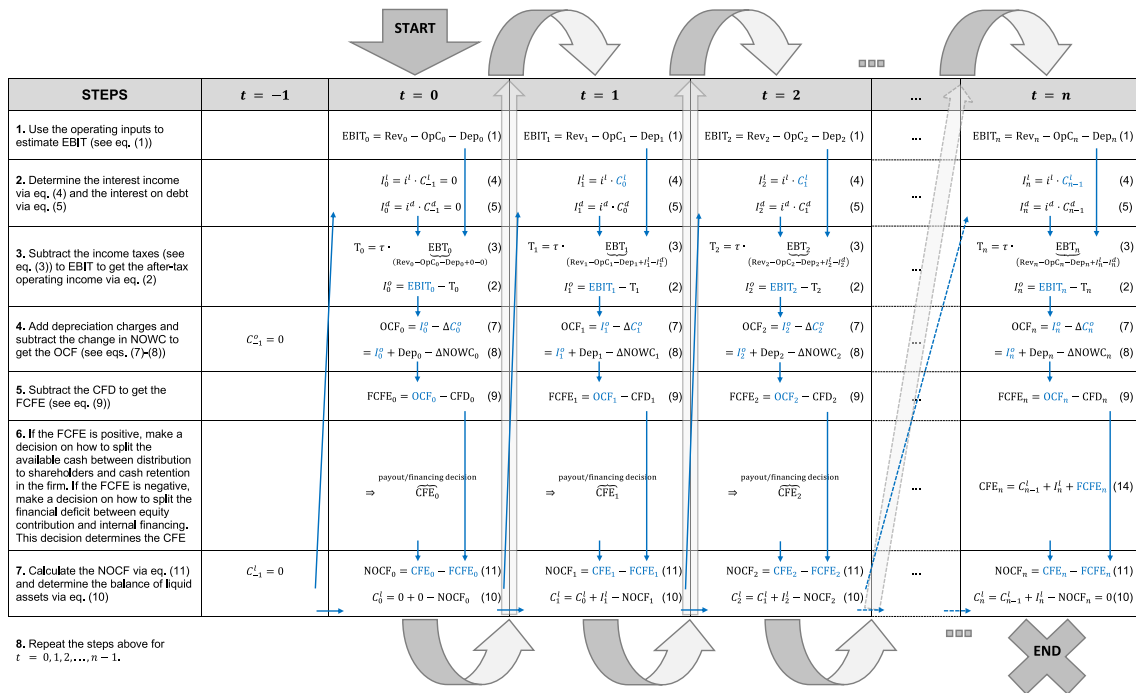 START
...
STEPS
t = −1
t = 0
t = 1
t = 2
...
t = n
1. Use the operating inputs to
estimate EBIT (see eq. (1))
EBIT₀ = Rev₀ − OpC₀ − Dep₀ (1)
EBIT₁ = Rev₁ − OpC₁ − Dep₁ (1)
EBIT₂ = Rev₂ − OpC₂ − Dep₂ (1)
...
EBITₙ = Revₙ − OpCₙ − Depₙ (1)
2. Determine the interest income
via eq. (4) and the interest on debt
via eq. (5)
I₀ˡ = iˡ · C₋₁ˡ = 0 (4)
I₀ᵈ = iᵈ · C₋₁ᵈ = 0 (5)
I₁ˡ = iˡ · C₀ˡ (4)
I₁ᵈ = iᵈ · C₀ᵈ (5)
I₂ˡ = iˡ · C₁ˡ (4)
I₂ᵈ = iᵈ · C₁ᵈ (5)
...
Iₙˡ = iˡ · Cₙ₋₁ˡ (4)
Iₙᵈ = iᵈ · Cₙ₋₁ᵈ (5)
3. Subtract the income taxes (see
eq. (3)) to EBIT to get the after-tax
operating income via eq. (2)
T₀ = τ · EBT₀ (3)
(Rev₀−OpC₀−Dep₀+0−0)
I₀ᵒ = EBIT₀ − T₀ (2)
T₁ = τ · EBT₁ (3)
(Rev₁−OpC₁−Dep₁+I₁ˡ−I₁ᵈ)
I₁ᵒ = EBIT₁ − T₁ (2)
T₂ = τ · EBT₂ (3)
(Rev₂−OpC₂−Dep₂+I₂ˡ−I₂ᵈ)
I₂ᵒ = EBIT₂ − T₂ (2)
...
Tₙ = τ · EBTₙ (3)
(Revₙ−OpCₙ−Depₙ+Iₙˡ−Iₙᵈ)
Iₙᵒ = EBITₙ − Tₙ (2)
4. Add depreciation charges and
subtract the change in NOWC to
get the OCF (see eqs. (7)-(8))
C₋₁ᵒ = 0
OCF₀ = I₀ᵒ − ΔC₀ᵒ (7)
= I₀ᵒ + Dep₀ − ΔNOWC₀ (8)
OCF₁ = I₁ᵒ − ΔC₁ᵒ (7)
= I₁ᵒ + Dep₁ − ΔNOWC₁ (8)
OCF₂ = I₂ᵒ − ΔC₂ᵒ (7)
= I₂ᵒ + Dep₂ − ΔNOWC₂ (8)
...
OCFₙ = Iₙᵒ − ΔCₙᵒ (7)
= Iₙᵒ + Depₙ − ΔNOWCₙ (8)
5. Subtract the CFD to get the
FCFE (see eq. (9))
FCFE₀ = OCF₀ − CFD₀ (9)
FCFE₁ = OCF₁ − CFD₁ (9)
FCFE₂ = OCF₂ − CFD₂ (9)
...
FCFEₙ = OCFₙ − CFDₙ (9)
6. If the FCFE is positive, make a
decision on how to split the
available cash between distribution
to shareholders and cash retention
in the firm. If the FCFE is negative,
make a decision on how to split the
financial deficit between equity
contribution and internal financing.
This decision determines the CFE
payout/financing decision
⇒ CFE₀
payout/financing decision
⇒ CFE₁
payout/financing decision
⇒ CFE₂
...
CFEₙ = Cₙ₋₁ˡ + Iₙˡ + FCFEₙ (14)
7. Calculate the NOCF via eq. (11)
and determine the balance of liquid
assets via eq. (10)
C₋₁ˡ = 0
NOCF₀ = CFE₀ − FCFE₀ (11)
C₀ˡ = 0 + 0 − NOCF₀ (10)
NOCF₁ = CFE₁ − FCFE₁ (11)
C₁ˡ = C₀ˡ + I₁ˡ − NOCF₁ (10)
NOCF₂ = CFE₂ − FCFE₂ (11)
C₂ˡ = C₁ˡ + I₂ˡ − NOCF₂ (10)
...
NOCFₙ = CFEₙ − FCFEₙ (11)
Cₙˡ = Cₙ₋₁ˡ + Iₙˡ − NOCFₙ = 0 (10)
8. Repeat the steps above for
t = 0, 1, 2, ..., n − 1.
...
END